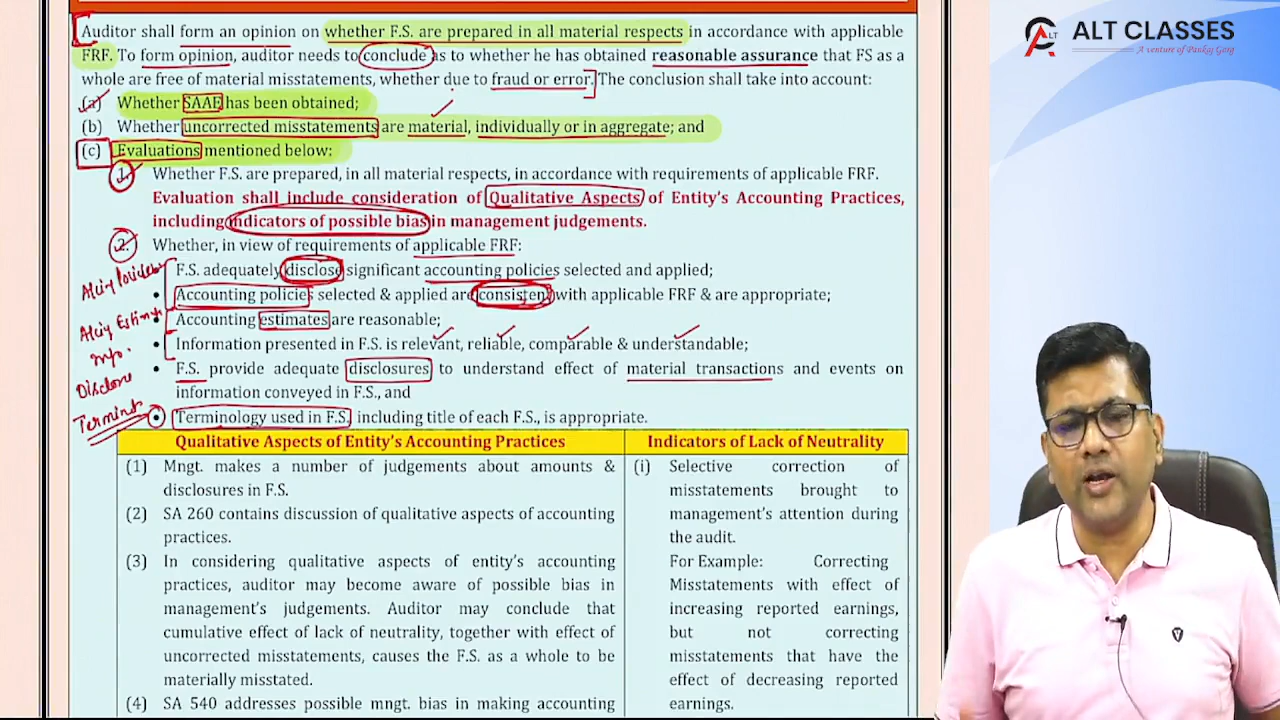 ALT CLASSES
A venture of Pankaj Garg
Auditor shall form an opinion on whether F.S. are prepared in all material respects in accordance with applicable
FRF. To form opinion, auditor needs to conclude as to whether he has obtained reasonable assurance that FS as a
whole are free of material misstatements, whether due to fraud or error. The conclusion shall take into account:
(a) Whether SAAE has been obtained;
(b) Whether uncorrected misstatements are material, individually or in aggregate; and
(c) Evaluations mentioned below:
1. Whether F.S. are prepared, in all material respects, in accordance with requirements of applicable FRF.
Evaluation shall include consideration of Qualitative Aspects of Entity's Accounting Practices,
including indicators of possible bias in management judgements.
2. Whether, in view of requirements of applicable FRF:
F.S. adequately disclose significant accounting policies selected and applied;
• Accounting policies selected & applied are consistent with applicable FRF & are appropriate;
• Accounting estimates are reasonable;
• Information presented in F.S. is relevant, reliable, comparable & understandable;
• F.S. provide adequate disclosures to understand effect of material transactions and events on
information conveyed in F.S., and
• Terminology used in F.S., including title of each F.S., is appropriate.
Info.
Disclose
Qualitative Aspects of Entity's Accounting Practices
(1) Mngt. makes a number of judgements about amounts &
disclosures in F.S.
(2) SA 260 contains discussion of qualitative aspects of accounting
practices.
(3) In considering qualitative aspects of entity's accounting
practices, auditor may become aware of possible bias in
management's judgements. Auditor may conclude that
cumulative effect of lack of neutrality, together with effect of
uncorrected misstatements, causes the F.S. as a whole to be
materially misstated.
(4) SA 540 addresses possible mngt. bias in making accounting
Indicators of Lack of Neutrality
(i) Selective correction of
misstatements brought to
management's attention during
the audit.
For Example: Correcting
Misstatements with effect of
increasing reported earnings,
but not correcting
misstatements that have the
effect of decreasing reported
earnings.